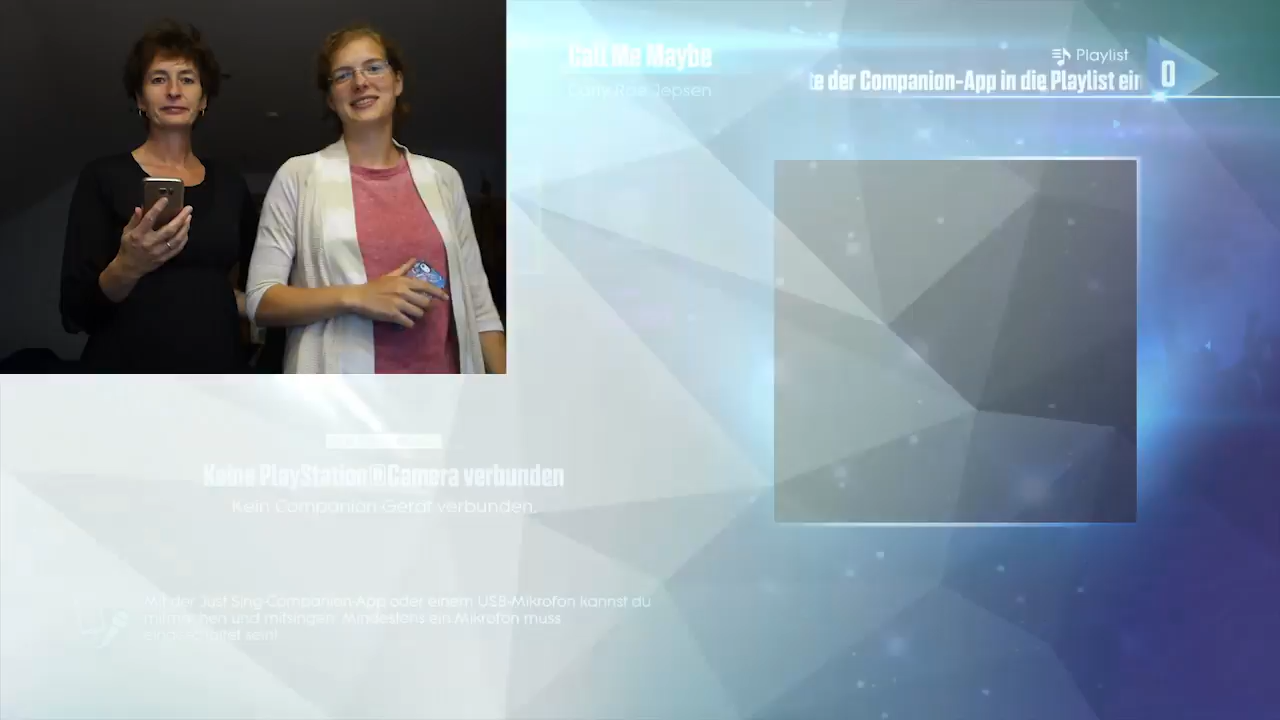 Call Me Maybe
Carly Rae Jepsen
Playlist
te der Companion-App in die Playlist ein
0
Keine PlayStation®Camera verbunden
Kein Companion-Gerät verbunden.
Mit der Just Sing-Companion-App oder einem USB-Mikrofon kannst du
mitmachen und mitsingen. Mindestens ein Mikrofon muss
eingeschaltet sein!